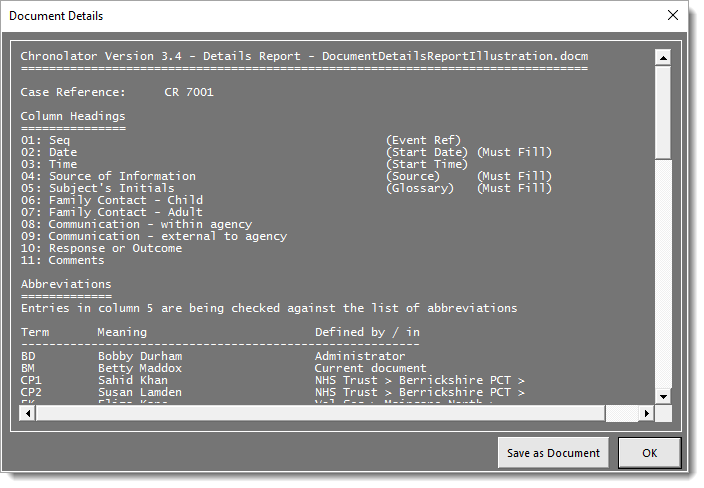 Document Details
Chronolator Version 3.4 - Details Report - DocumentDetailsReportIllustration.docm
=================================================================================
Case Reference: CR 7001
Column Headings
===============
01: Seq (Event Ref)
02: Date (Start Date) (Must Fill)
03: Time (Start Time)
04: Source of Information (Source) (Must Fill)
05: Subject's Initials (Glossary) (Must Fill)
06: Family Contact - Child
07: Family Contact - Adult
08: Communication - within agency
09: Communication - external to agency
10: Response or Outcome
11: Comments
Abbreviations
=============
Entries in column 5 are being checked against the list of abbreviations
Term Meaning Defined by / in
-------------------------------------------------------------
BD Bobby Durham Administrator
BM Betty Maddox Current document
CP1 Sahid Khan NHS Trust > Berrickshire PCT >
CP2 Susan Lamden NHS Trust > Berrickshire PCT >
Save as Document OK